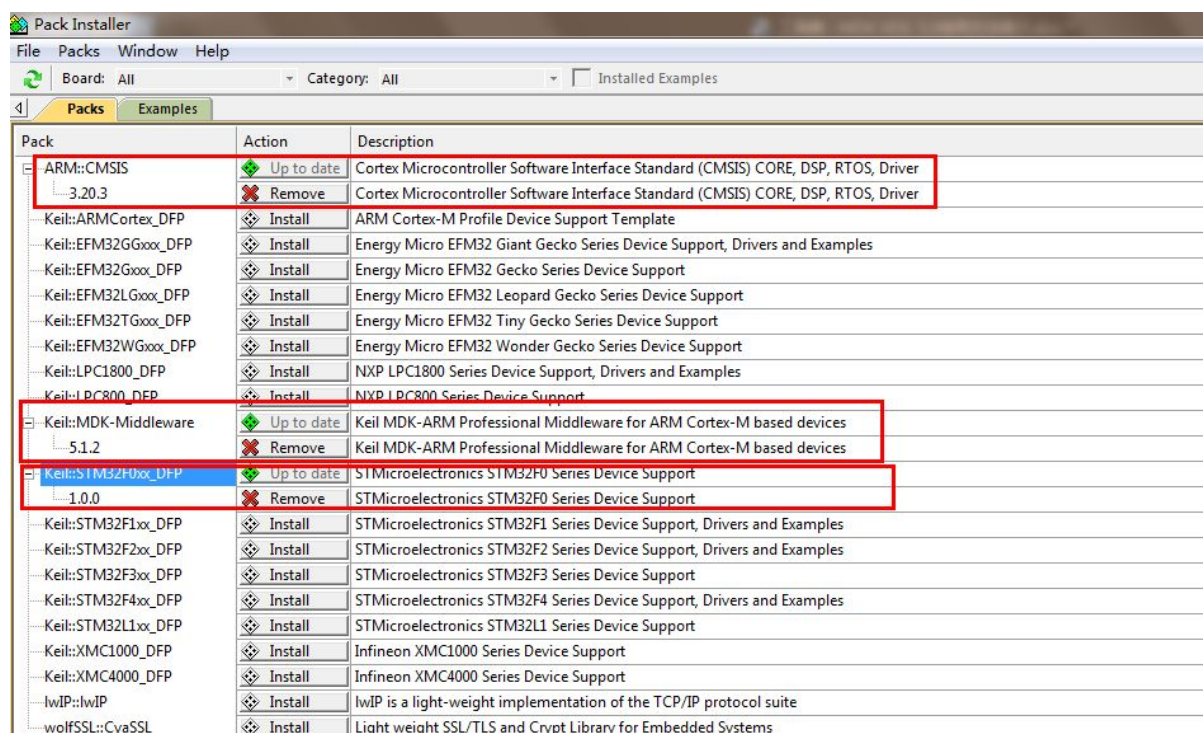 Pack Installer
File Packs Window Help
Board: All Category: All Installed Examples
Packs Examples
Pack Action Description
ARM::CMSIS Up to date Cortex Microcontroller Software Interface Standard (CMSIS) CORE, DSP, RTOS, Driver
3.20.3 Remove Cortex Microcontroller Software Interface Standard (CMSIS) CORE, DSP, RTOS, Driver
Keil::ARMCortex_DFP Install ARM Cortex-M Profile Device Support Template
Keil::EFM32GGxxx_DFP Install Energy Micro EFM32 Giant Gecko Series Device Support, Drivers and Examples
Keil::EFM32Gxxx_DFP Install Energy Micro EFM32 Gecko Series Device Support
Keil::EFM32LGxxx_DFP Install Energy Micro EFM32 Leopard Gecko Series Device Support
Keil::EFM32TGxxx_DFP Install Energy Micro EFM32 Tiny Gecko Series Device Support
Keil::EFM32WGxxx_DFP Install Energy Micro EFM32 Wonder Gecko Series Device Support
Keil::LPC1800_DFP Install NXP LPC1800 Series Device Support, Drivers and Examples
Keil::LPC800_DFP Install NXP LPC800 Series Device Support
Keil::MDK-Middleware Up to date Keil MDK-ARM Professional Middleware for ARM Cortex-M based devices
5.1.2 Remove Keil MDK-ARM Professional Middleware for ARM Cortex-M based devices
Keil::STM32F0xx_DFP Up to date STMicroelectronics STM32F0 Series Device Support
1.0.0 Remove STMicroelectronics STM32F0 Series Device Support
Keil::STM32F1xx_DFP Install STMicroelectronics STM32F1 Series Device Support, Drivers and Examples
Keil::STM32F2xx_DFP Install STMicroelectronics STM32F2 Series Device Support, Drivers and Examples
Keil::STM32F3xx_DFP Install STMicroelectronics STM32F3 Series Device Support
Keil::STM32F4xx_DFP Install STMicroelectronics STM32F4 Series Device Support, Drivers and Examples
Keil::STM32L1xx_DFP Install STMicroelectronics STM32L1 Series Device Support
Keil::XMC1000_DFP Install Infineon XMC1000 Series Device Support
Keil::XMC4000_DFP Install Infineon XMC4000 Series Device Support
lwIP::lwIP Install lwIP is a light-weight implementation of the TCP/IP protocol suite
wolfSSL::CyaSSL Install Light weight SSL/TLS and Crypt Library for Embedded Systems